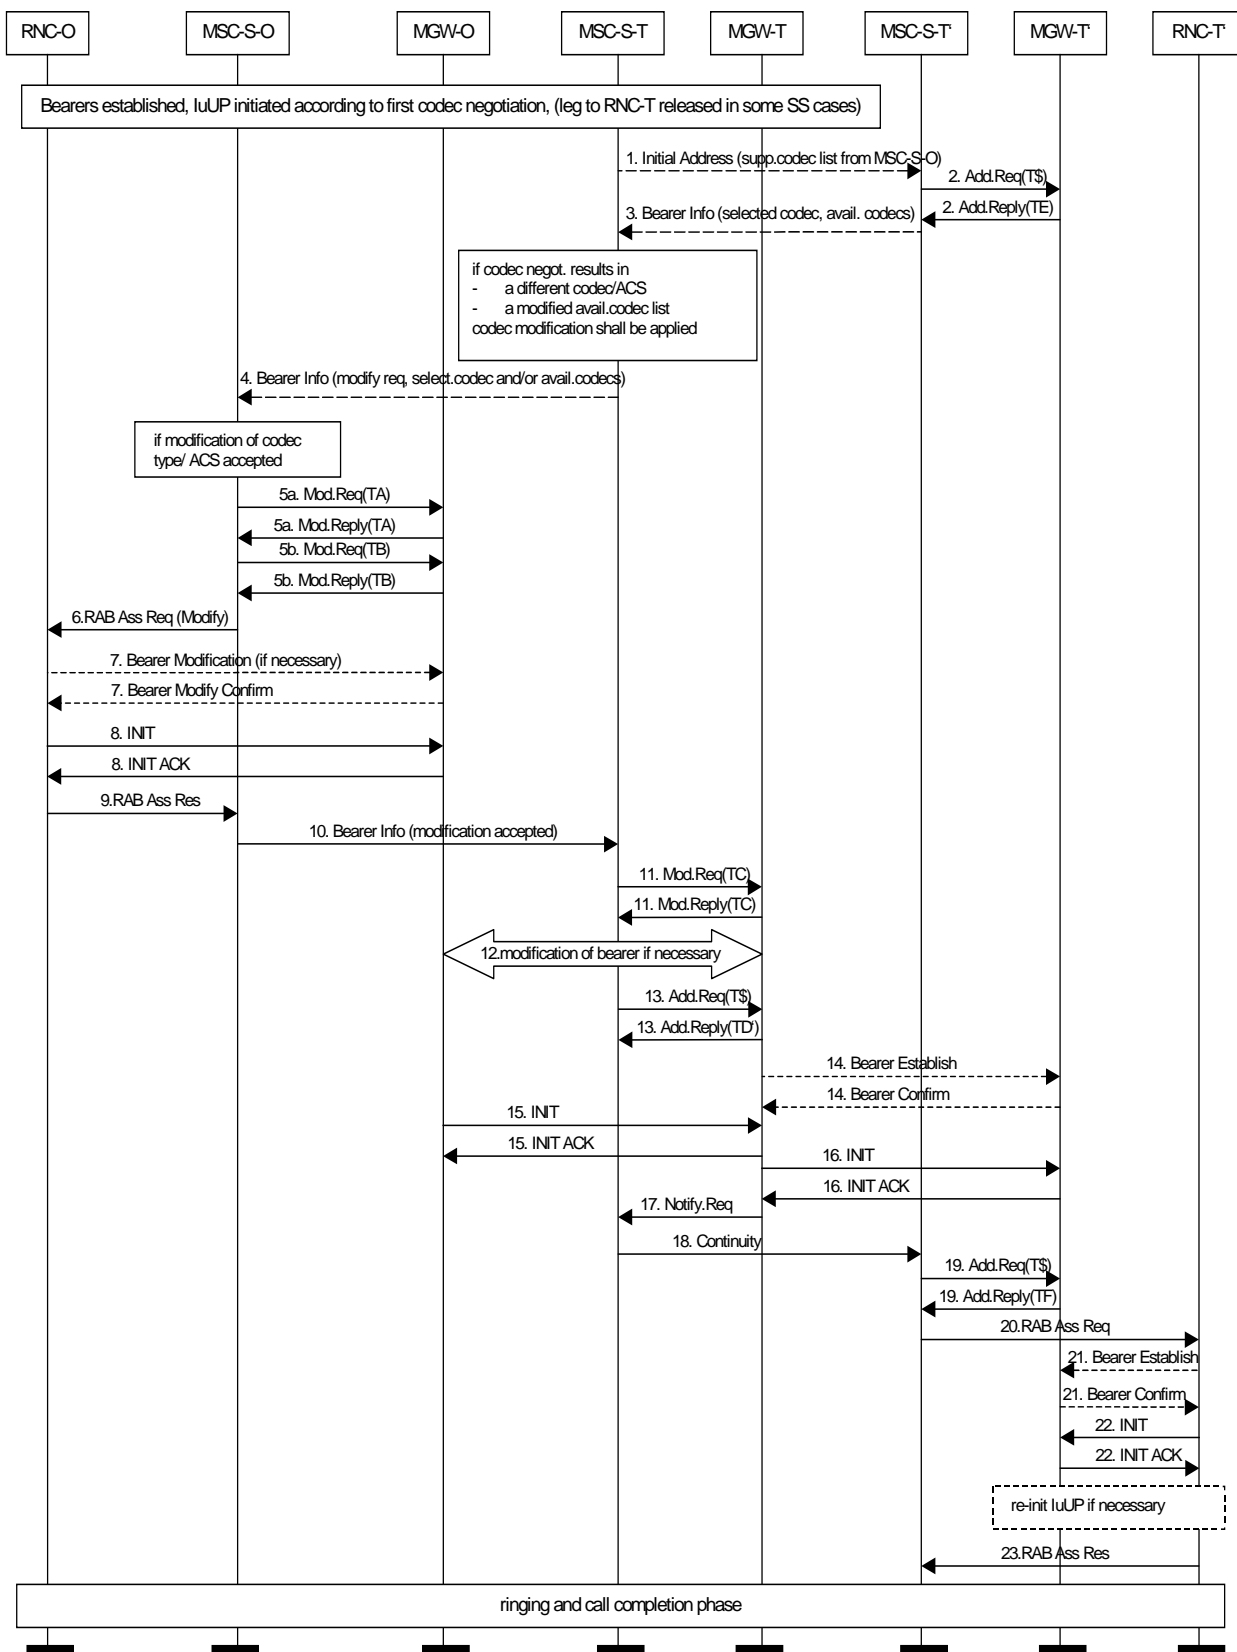 RNC-O
MSC-S-O
MGW-O
MSC-S-T
MGW-T
MSC-S-T'
MGW-T'
RNC-T'
Bearers established, IuUP initiated according to first codec negotiation, (leg to RNC-T released in some SS cases)
1. Initial Address (supp.codec list from MSC-S-O)
2. Add.Req(T$)
2. Add.Reply(TE)
3. Bearer Info (selected codec, avail. codecs)
if codec negot. results in
- a different codec/ACS
- a modified avail.codec list
codec modification shall be applied
4. Bearer Info (modify req, select.codec and/or avail.codecs)
if modification of codec
type/ ACS accepted
5a. Mod.Req(TA)
5a. Mod.Reply(TA)
5b. Mod.Req(TB)
5b. Mod.Reply(TB)
6.RAB Ass Req (Modify)
7. Bearer Modification (if necessary)
7. Bearer Modify Confirm
8. INIT
8. INIT ACK
9.RAB Ass Res
10. Bearer Info (modification accepted)
11. Mod.Req(TC)
11. Mod.Reply(TC)
12.modification of bearer if necessary
13. Add.Req(T$)
13. Add.Reply(TD')
14. Bearer Establish
14. Bearer Confirm
15. INIT
15. INIT ACK
16. INIT
16. INIT ACK
17. Notify.Req
18. Continuity
19. Add.Req(T$)
19. Add.Reply(TF)
20.RAB Ass Req
21. Bearer Establish
21. Bearer Confirm
22. INIT
22. INIT ACK
re-init IuUP if necessary
23.RAB Ass Res
ringing and call completion phase